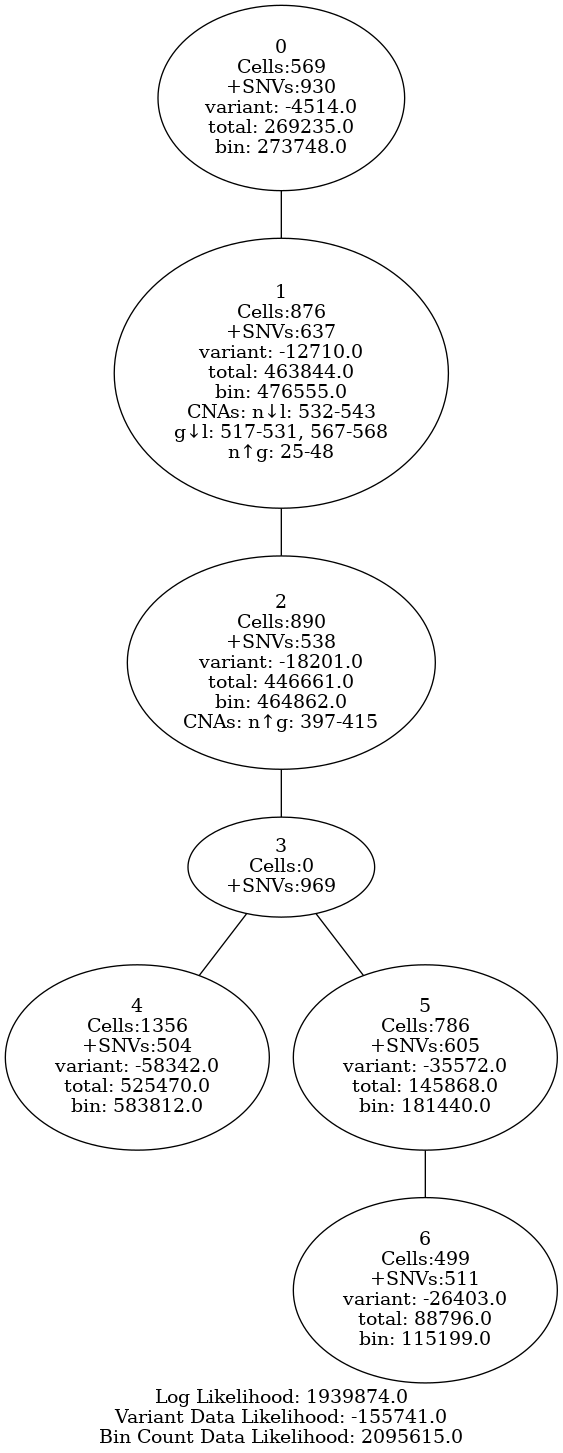 0
Cells:569
+SNVs:930
variant: -4514.0
total: 269235.0
bin: 273748.0
1
Cells:876
+SNVs:637
variant: -12710.0
total: 463844.0
bin: 476555.0
CNAs: n↓l: 532-543
g↓l: 517-531, 567-568
n↑g: 25-48
2
Cells:890
+SNVs:538
variant: -18201.0
total: 446661.0
bin: 464862.0
CNAs: n↑g: 397-415
3
Cells:0
+SNVs:969
4
Cells:1356
+SNVs:504
variant: -58342.0
total: 525470.0
bin: 583812.0
5
Cells:786
+SNVs:605
variant: -35572.0
total: 145868.0
bin: 181440.0
6
Cells:499
+SNVs:511
variant: -26403.0
total: 88796.0
bin: 115199.0
Log Likelihood: 1939874.0
Variant Data Likelihood: -155741.0
Bin Count Data Likelihood: 2095615.0